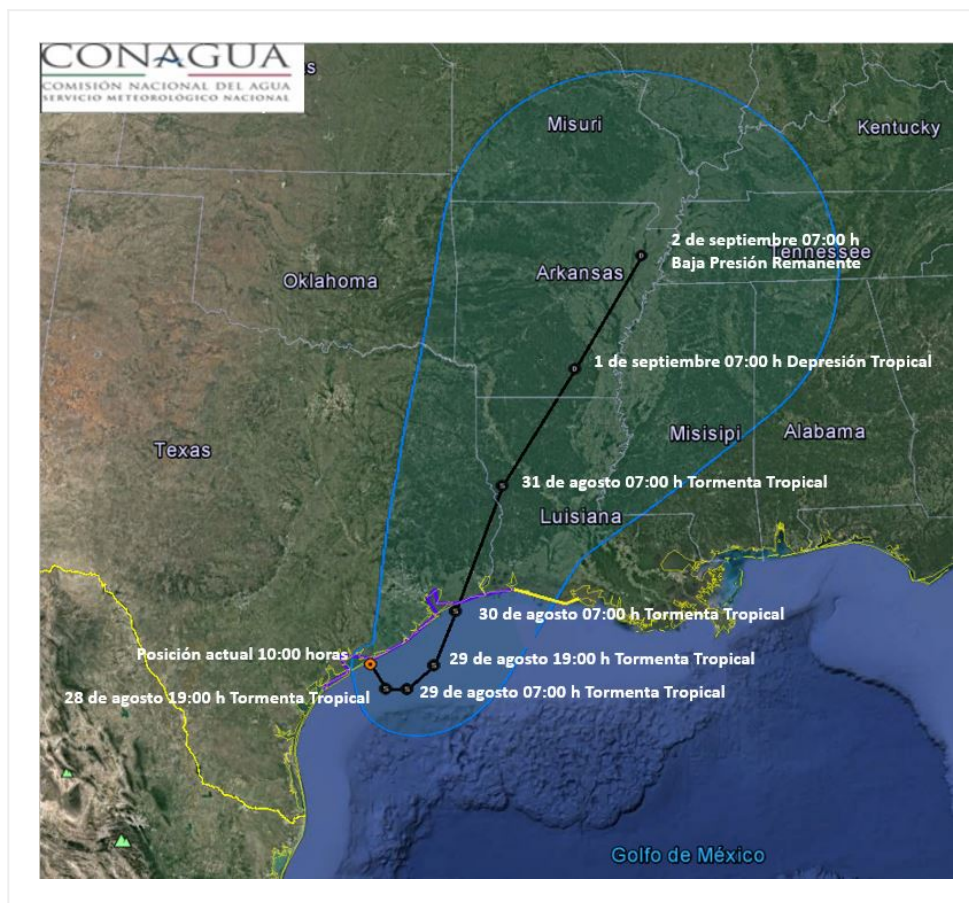 CONAGUA
COMISIÓN NACIONAL DEL AGUA
SERVICIO METEOROLÓGICO NACIONAL
Misuri
Kentucky
2 de septiembre 07:00 h
Baja Presión Remanente
Tennessee
Arkansas
Oklahoma
1 de septiembre 07:00 h Depresión Tropical
Misisipi
Alabama
Texas
31 de agosto 07:00 h Tormenta Tropical
Luisiana
30 de agosto 07:00 h Tormenta Tropical
Posición actual 10:00 horas
29 de agosto 19:00 h Tormenta Tropical
28 de agosto 19:00 h Tormenta Tropical
29 de agosto 07:00 h Tormenta Tropical
Golfo de México